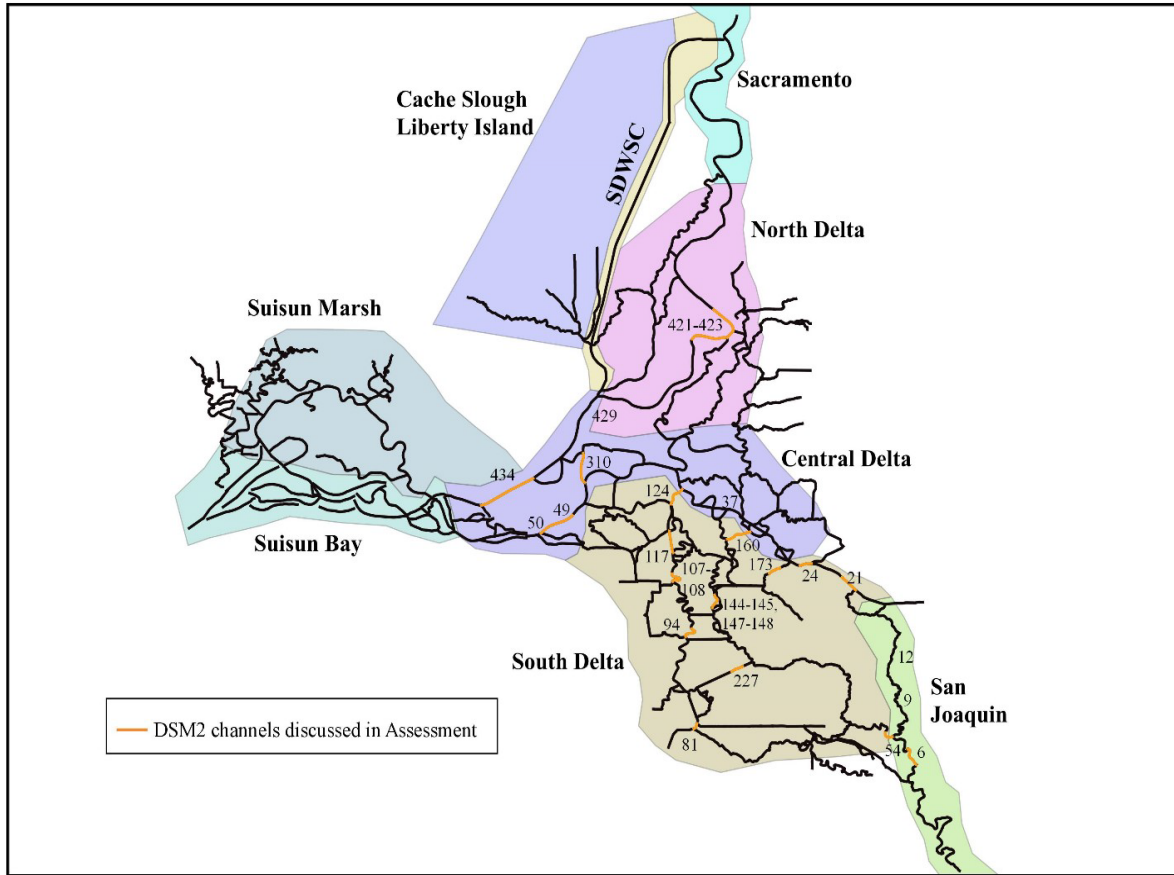 Sacramento
Cache Slough
Liberty Island
SDWSC
North Delta
421-423
Suisun Marsh
429
434
310
Central Delta
124
37
49
50
160
Suisun Bay
117
173
24
21
107-
108
144-145,
147-148
94
12
South Delta
227
9
San
Joaquin
DSM2 channels discussed in Assessment
81
54
6